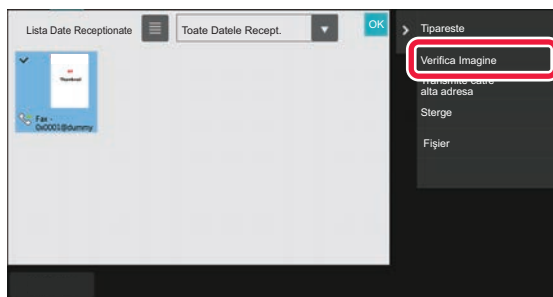 Lista Date Receptionate
Toate Datele Recept.
OK
Tipareste
Verifica Imagine
Transmite catre
alta adresa
Sterge
Fişier
Thumbnail
Fax -
0x0001@dummy